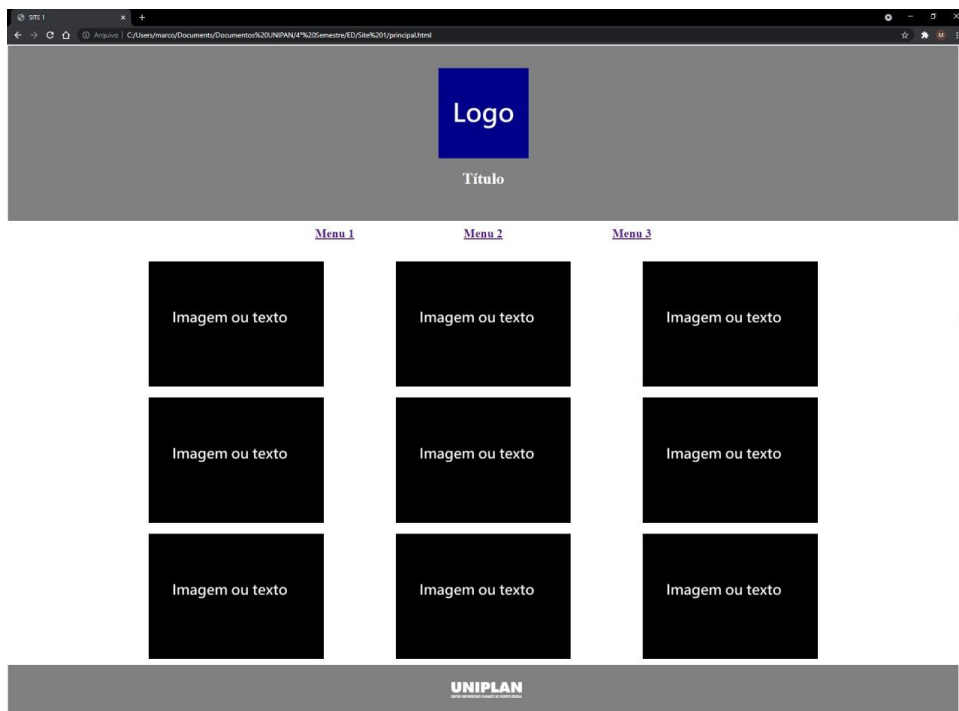 SITE 1
Arquivo | C:/Users/marco/Documents/Documentos%20UNIPAN/4°%20Semestre/ED/Site%201/principal.html
M
Logo
Título
Menu 1 Menu 2 Menu 3
Imagem ou texto Imagem ou texto Imagem ou texto
Imagem ou texto Imagem ou texto Imagem ou texto
Imagem ou texto Imagem ou texto Imagem ou texto
UNIPLAN